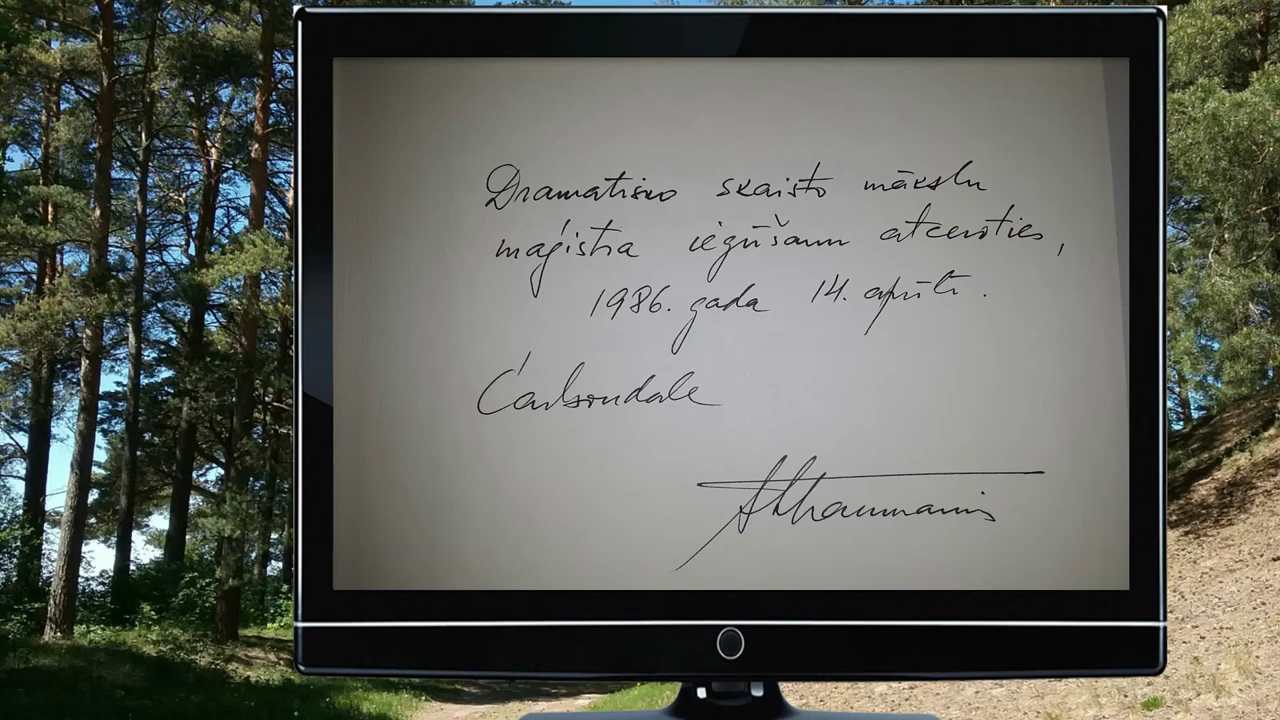 Dramatisko skaisto mākslu
maģistra iegūšanu atceroties,
1986. gada 14. aprīlī.
Carbondale